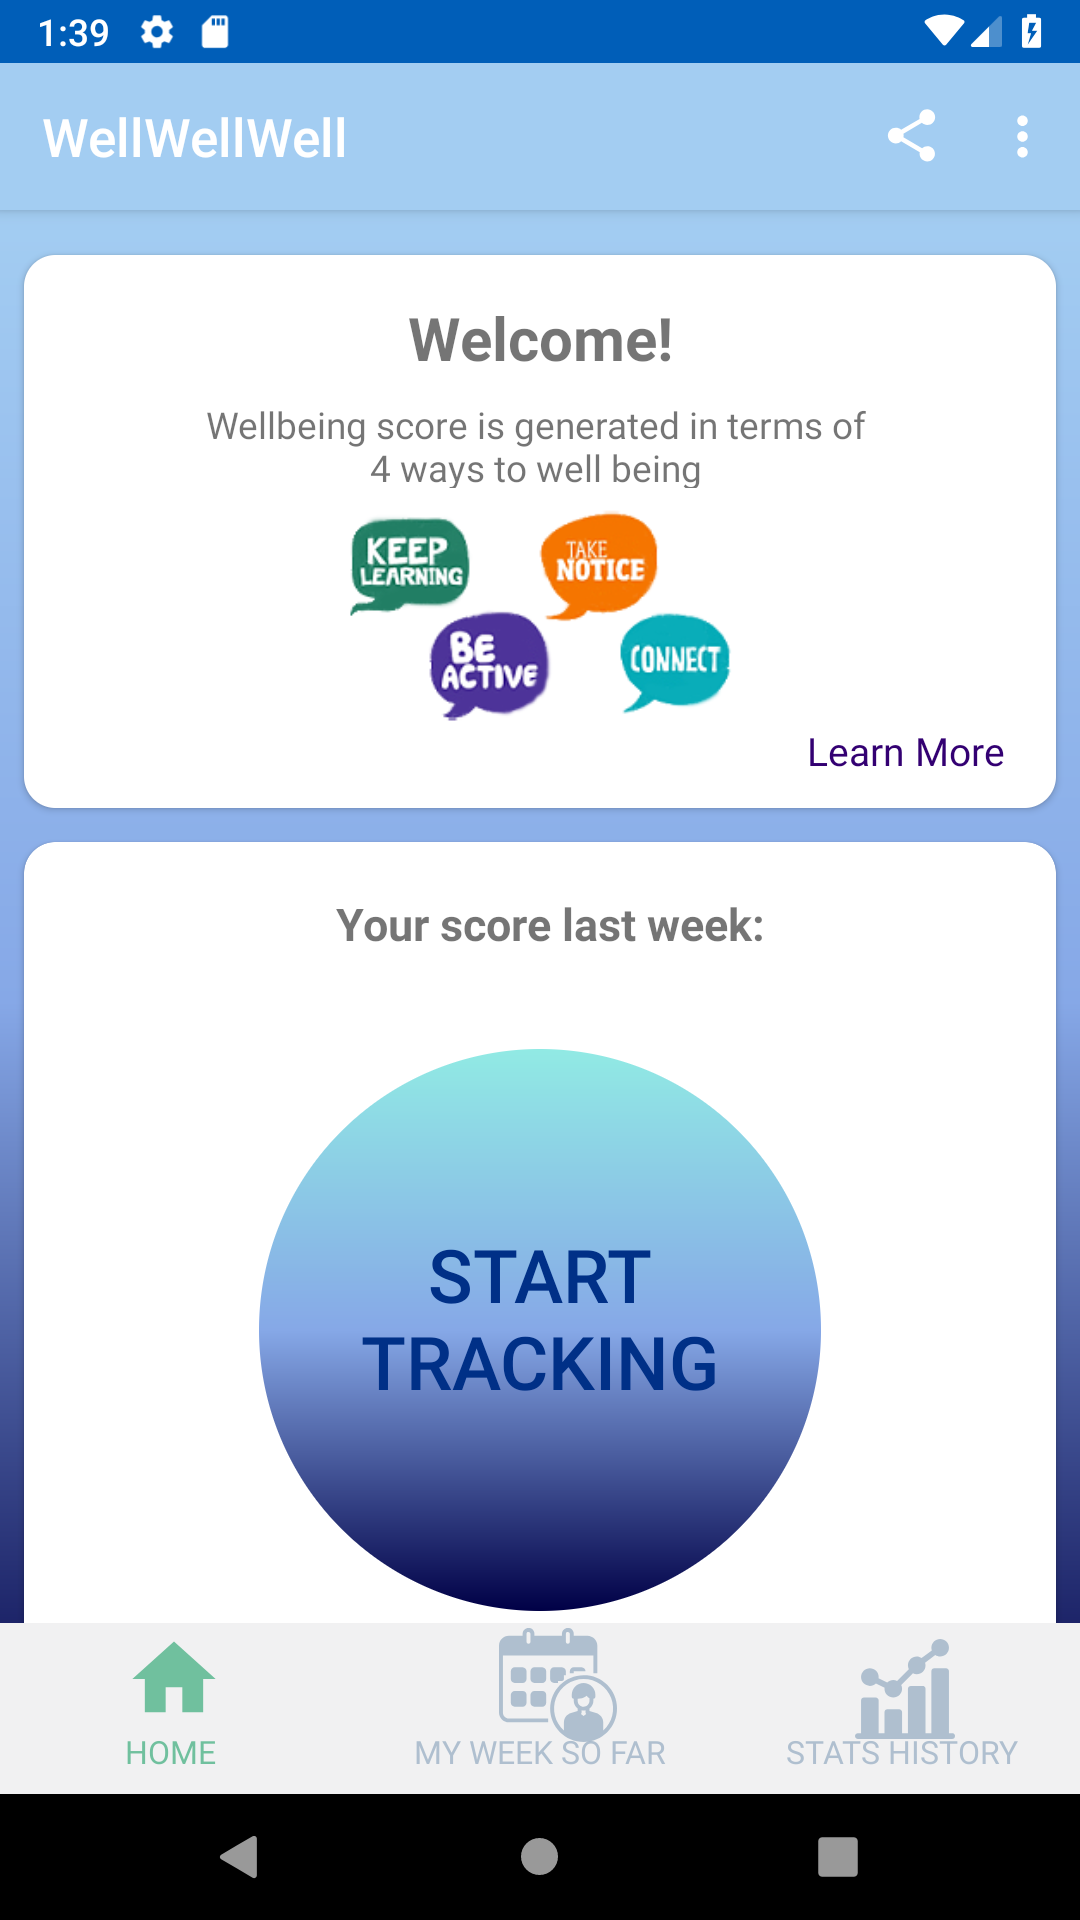 1:39
WellWellWell
Welcome!
Wellbeing score is generated in terms of
4 ways to well being
KEEP
LEARNING
TAKE
NOTICE
BE
ACTIVE
CONNECT
Learn More
Your score last week:
START
TRACKING
HOME
MY WEEK SO FAR
STATS HISTORY